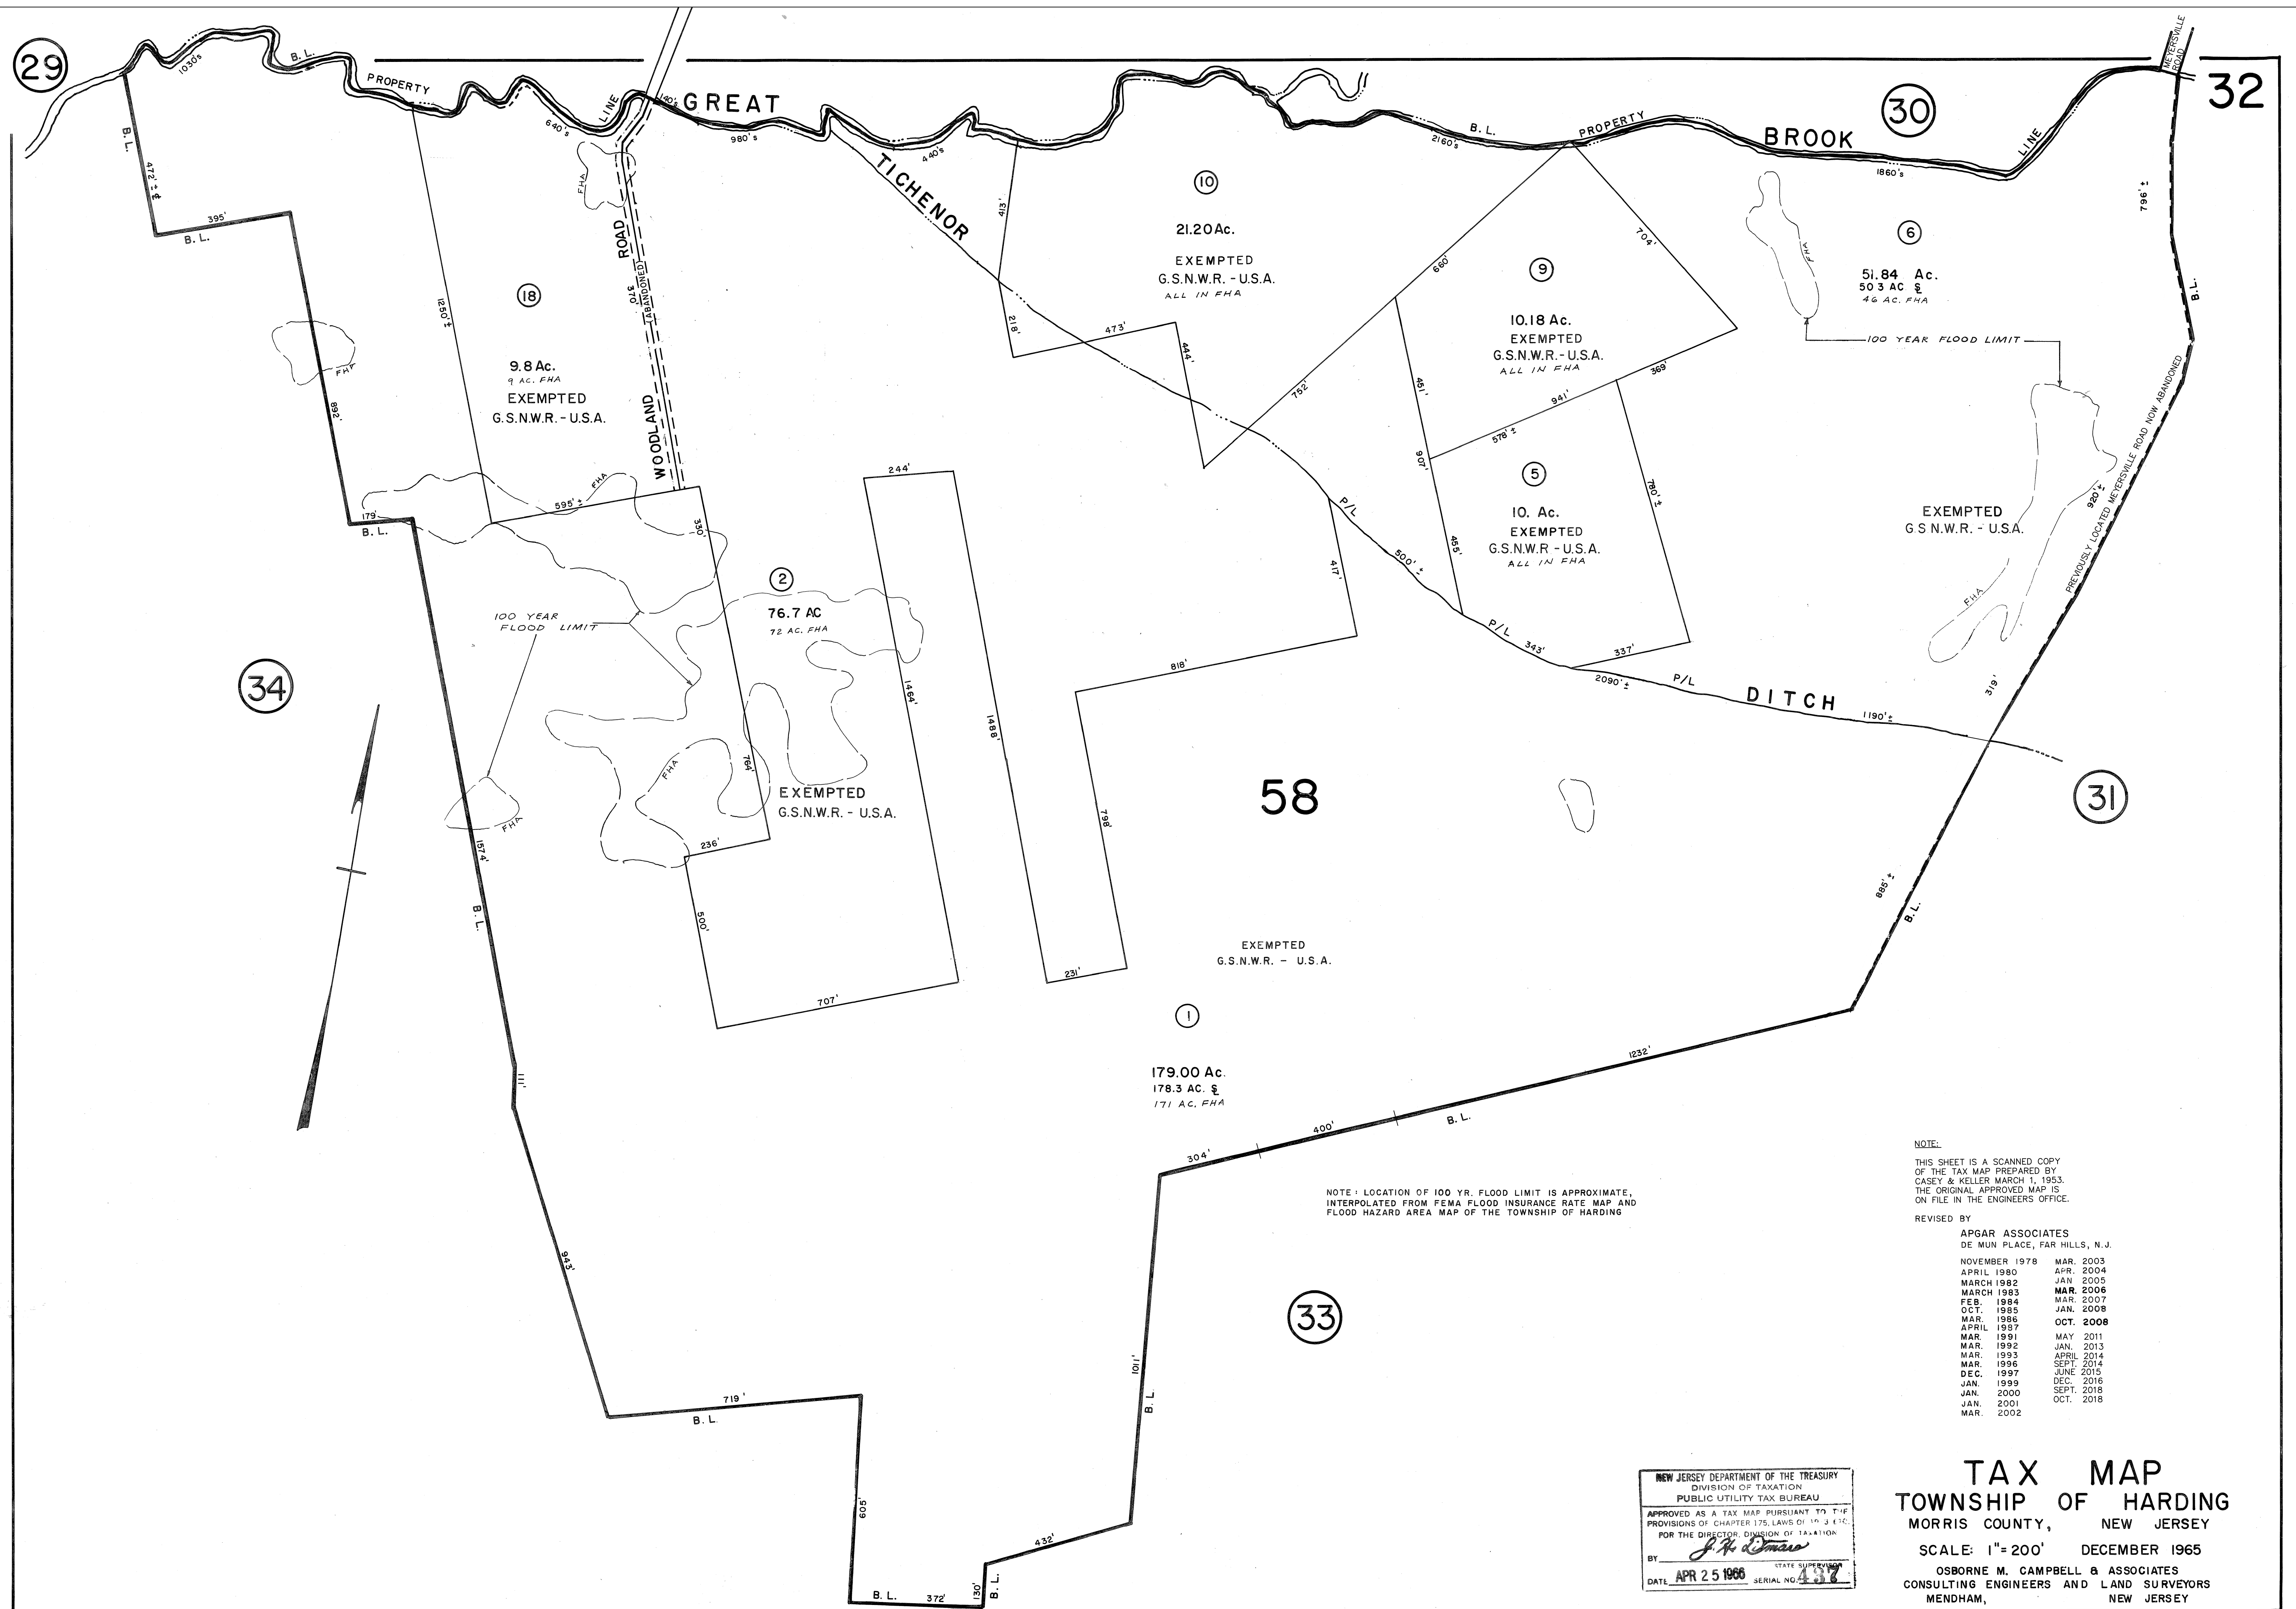 29
1030's
B. L.
PROPERTY
640's
LINE
140's
GREAT
980's
440's
B. L.
2160's
PROPERTY
BROOK
1860's
LINE
30
MEYERSVILLE
ROAD
32
B. L.
472' ±
395'
B. L.
892'
179'
B. L.
FHA
1250' ±
18
9.8 Ac.
9 AC. FHA
EXEMPTED
G.S.N.W.R. - U.S.A.
595' ±
FHA
FHA
WOODLAND ROAD
(ABANDONED)
370'
TICHENOR
413'
218'
473'
444'
10
21.20 Ac.
EXEMPTED
G.S.N.W.R. - U.S.A.
ALL IN FHA
660'
752'
704'
9
10.18 Ac.
EXEMPTED
G.S.N.W.R. - U.S.A.
ALL IN FHA
369'
941'
578' ±
451'
907'
455'
5
10. Ac.
EXEMPTED
G.S.N.W.R - U.S.A.
ALL IN FHA
780' ±
337'
6
51.84 Ac.
50 3 AC ℄
46 AC. FHA
FHA
100 YEAR FLOOD LIMIT
796' ±
B.L.
EXEMPTED
G.S N.W.R. - U.S.A.
FHA
920' ±
PREVIOUSLY LOCATED MEYERSVILLE ROAD NOW ABANDONED
319'
P/L
500' ±
P/L
343'
2090' ±
P/L
DITCH
1190' ±
417'
818'
798'
231'
1488'
244'
1464'
330'
2
76.7 AC
72 AC. FHA
100 YEAR
FLOOD LIMIT
764'
FHA
EXEMPTED
G.S.N.W.R. - U.S.A.
236'
500'
707'
FHA
34
1574'
B. L.
111'
58
31
885' ±
B. L.
EXEMPTED
G.S.N.W.R. - U.S.A.
1
179.00 Ac.
178.3 AC. ℄
171 AC. FHA
1232'
B. L.
400'
304'
943'
719'
B. L.
605'
B. L.
372'
130'
B. L.
432'
1011'
B. L.
33
NOTE: LOCATION OF 100 YR. FLOOD LIMIT IS APPROXIMATE,
INTERPOLATED FROM FEMA FLOOD INSURANCE RATE MAP AND
FLOOD HAZARD AREA MAP OF THE TOWNSHIP OF HARDING
NOTE:
THIS SHEET IS A SCANNED COPY
OF THE TAX MAP PREPARED BY
CASEY & KELLER MARCH 1, 1953.
THE ORIGINAL APPROVED MAP IS
ON FILE IN THE ENGINEERS OFFICE.
REVISED BY
APGAR ASSOCIATES
DE MUN PLACE, FAR HILLS, N.J.
NOVEMBER 1978
APRIL 1980
MARCH 1982
MARCH 1983
FEB. 1984
OCT. 1985
MAR. 1986
APRIL 1987
MAR. 1991
MAR. 1992
MAR. 1993
MAR. 1996
DEC. 1997
JAN. 1999
JAN. 2000
JAN. 2001
MAR. 2002
MAR. 2003
APR. 2004
JAN 2005
MAR. 2006
MAR. 2007
JAN. 2008
OCT. 2008
MAY 2011
JAN. 2013
APRIL 2014
SEPT. 2014
JUNE 2015
DEC. 2016
SEPT. 2018
OCT. 2018
NEW JERSEY DEPARTMENT OF THE TREASURY
DIVISION OF TAXATION
PUBLIC UTILITY TAX BUREAU
APPROVED AS A TAX MAP PURSUANT TO THE
PROVISIONS OF CHAPTER 175, LAWS OF
FOR THE DIRECTOR, DIVISION OF TAXATION
BY
STATE SUPERVISOR
DATE APR 25 1966 SERIAL NO. 437
TAX MAP
TOWNSHIP OF HARDING
MORRIS COUNTY, NEW JERSEY
SCALE: 1"= 200' DECEMBER 1965
OSBORNE M. CAMPBELL & ASSOCIATES
CONSULTING ENGINEERS AND LAND SURVEYORS
MENDHAM, NEW JERSEY